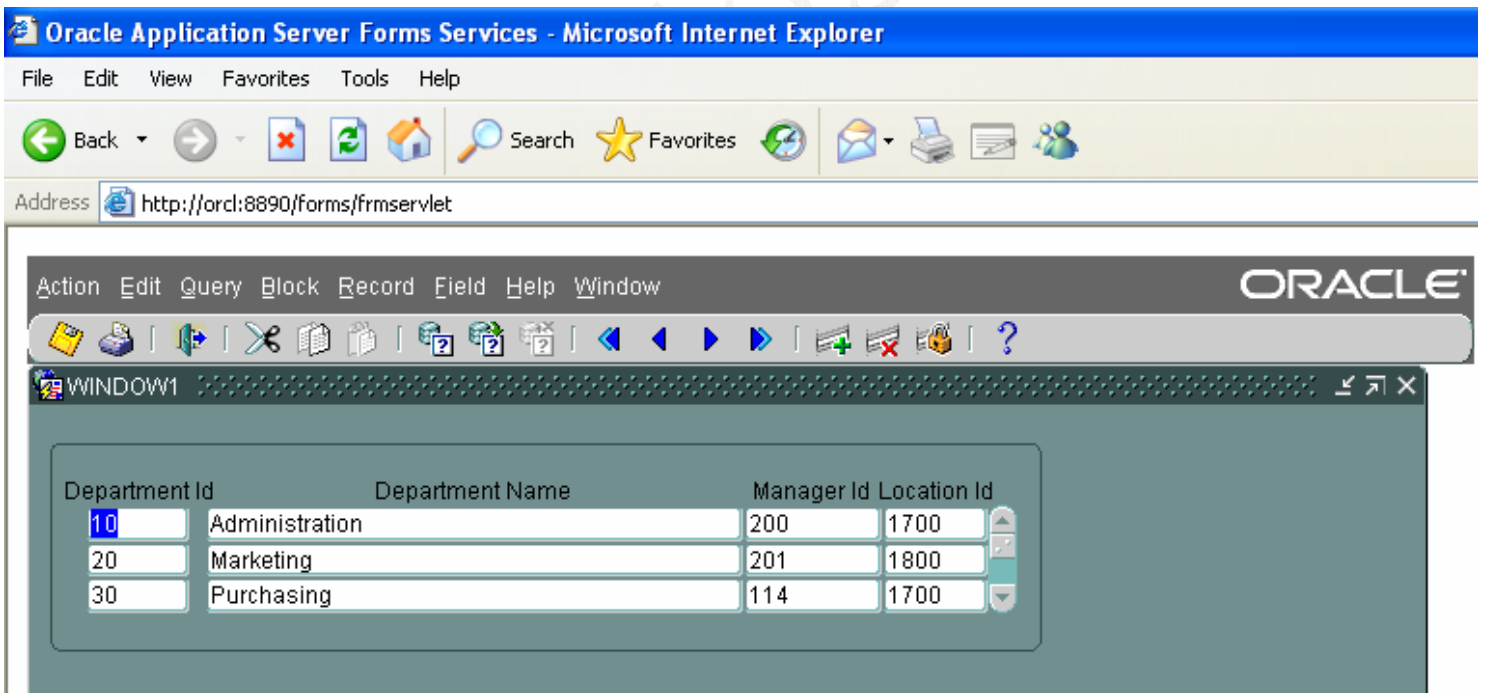 Oracle Application Server Forms Services - Microsoft Internet Explorer
File Edit View Favorites Tools Help
Back Search Favorites
Address http://orcl:8890/forms/frmservlet
Action Edit Query Block Record Field Help Window ORACLE
WINDOW1
Department Id Department Name Manager Id Location Id
10 Administration 200 1700
20 Marketing 201 1800
30 Purchasing 114 1700